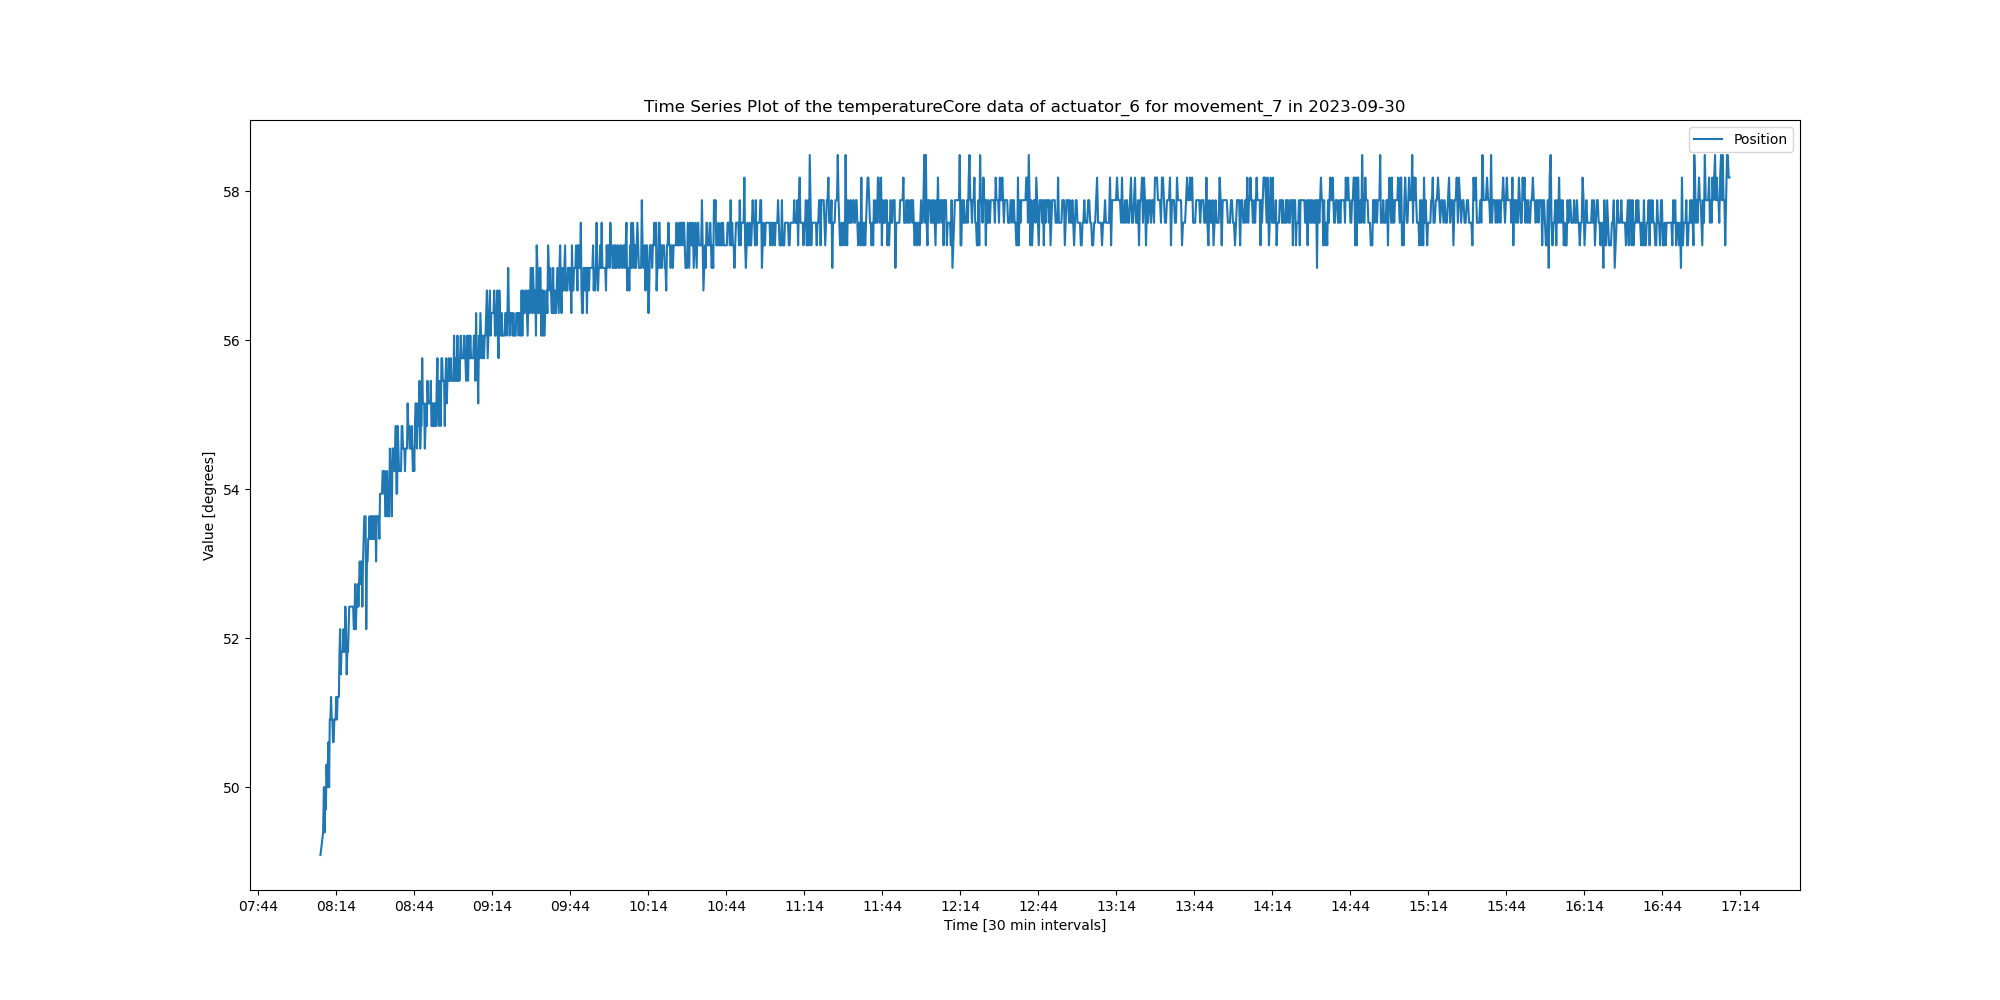 Time Series Plot of the temperatureCore data of actuator_6 for movement_7 in 2023-09-30
Position
58
56
54
52
50
Value [degrees]
07:44 08:14 08:44 09:14 09:44 10:14 10:44 11:14 11:44 12:14 12:44 13:14 13:44 14:14 14:44 15:14 15:44 16:14 16:44 17:14
Time [30 min intervals]